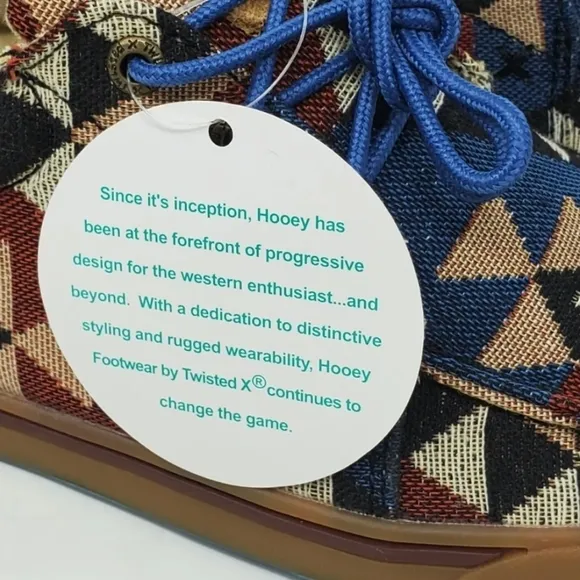 Since it's inception, Hooey has
been at the forefront of progressive
design for the western enthusiast...and
beyond. With a dedication to distinctive
styling and rugged wearability, Hooey
Footwear by Twisted X® continues to
change the game.